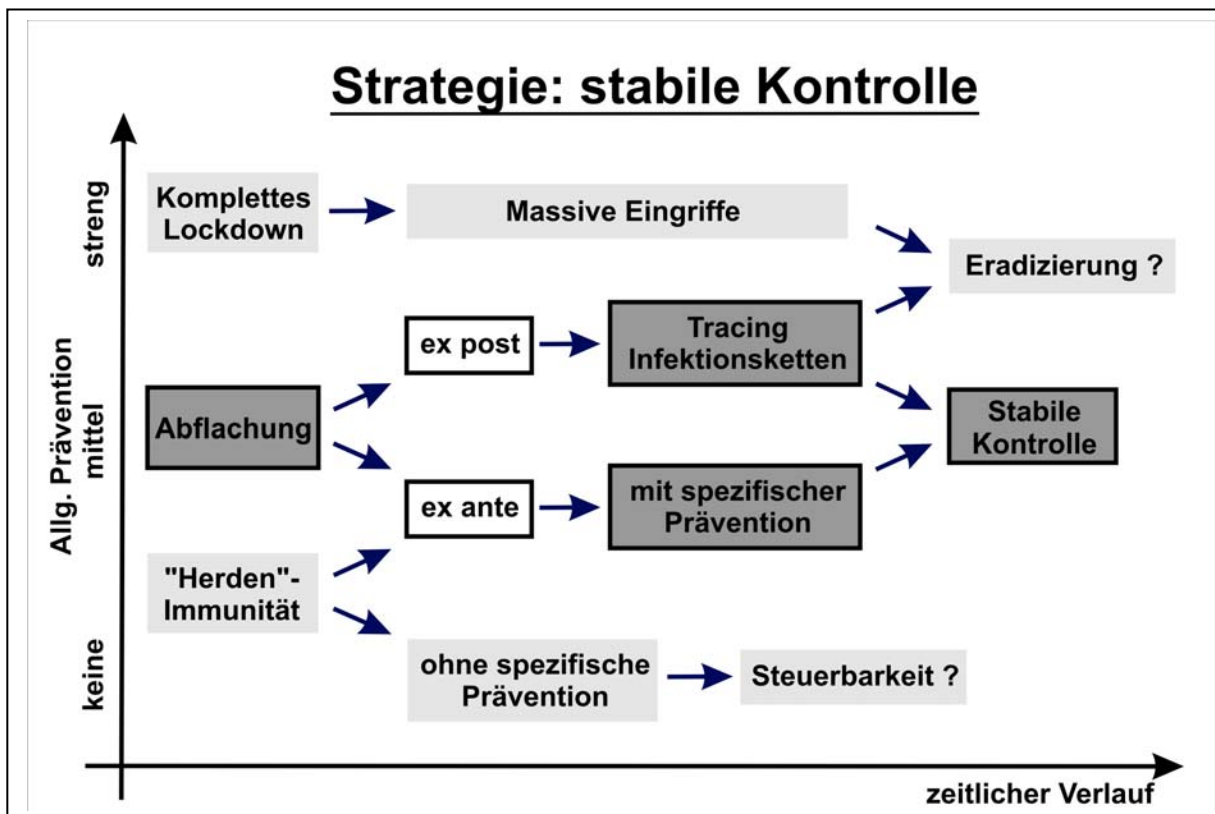 Strategie: stabile Kontrolle
streng
Allg. Prävention
mittel
keine
Komplettes
Lockdown
Massive Eingriffe
Eradizierung ?
ex post
Tracing
Infektionsketten
Abflachung
Stabile
Kontrolle
ex ante
mit spezifischer
Prävention
"Herden"-
Immunität
ohne spezifische
Prävention
Steuerbarkeit ?
zeitlicher Verlauf